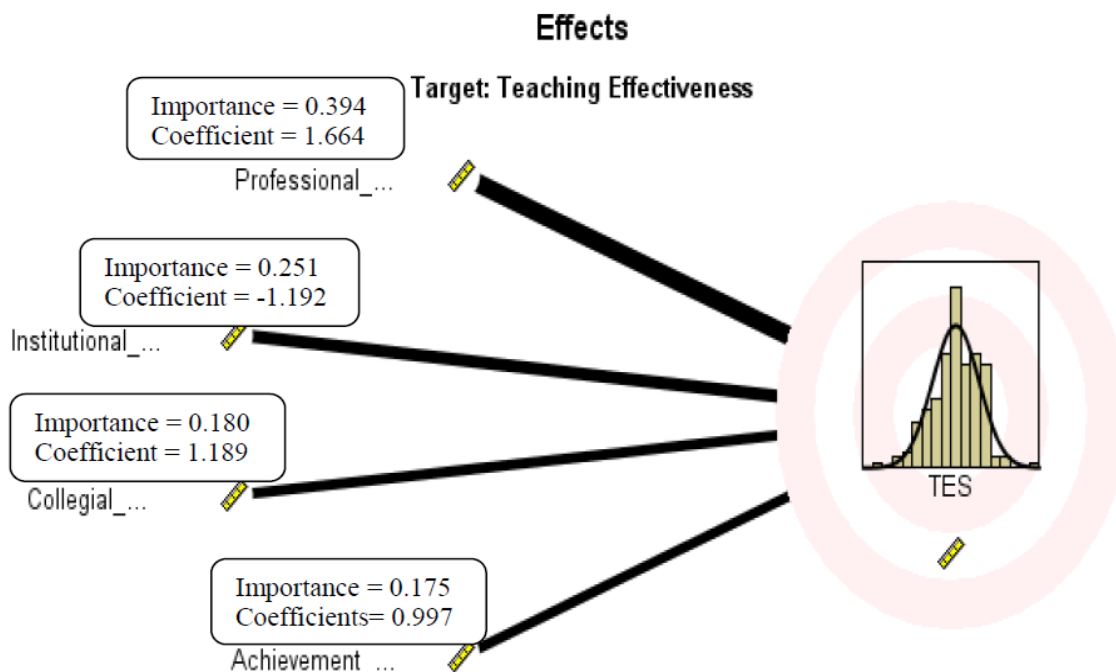 Effects
Target: Teaching Effectiveness
Importance = 0.394
Coefficient = 1.664
Professional_...
Importance = 0.251
Coefficient = -1.192
Institutional_...
Importance = 0.180
Coefficient = 1.189
Collegial_...
Importance = 0.175
Coefficients= 0.997
Achievement_...
TES